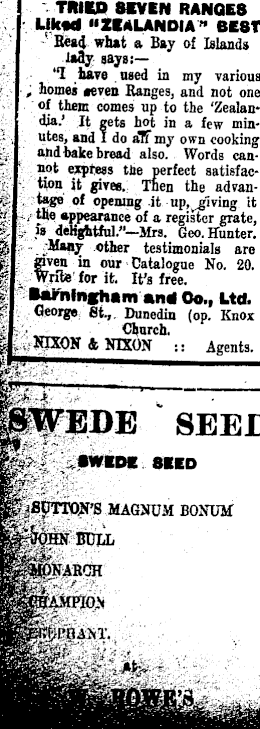 TRIED SEVEN RANGES
Liked "ZEALANDIA" BEST
Read what a Bay of Islands
lady says:—
"I have used in my various
homes seven Ranges, and not one
of them comes up to the 'Zealan-
dia.' It gets hot in a few min-
utes, and I do all my own cooking
and bake bread also. Words can-
not express the perfect satisfac-
tion it gives. Then the advan-
tage of opening it up, giving it
the appearance of a register grate,
is delightful."—Mrs. Geo. Hunter.
Many other testimonials are
given in our Catalogue No. 20.
Write for it. It's free.
Barningham and Co., Ltd.
George St., Dunedin (op. Knox
Church.
NIXON & NIXON :: Agents.
SWEDE SEED
SWEDE SEED
SUTTON'S MAGNUM BONUM
JOHN BULL
MONARCH
CHAMPION
ELEPHANT.
At
ROWE'S